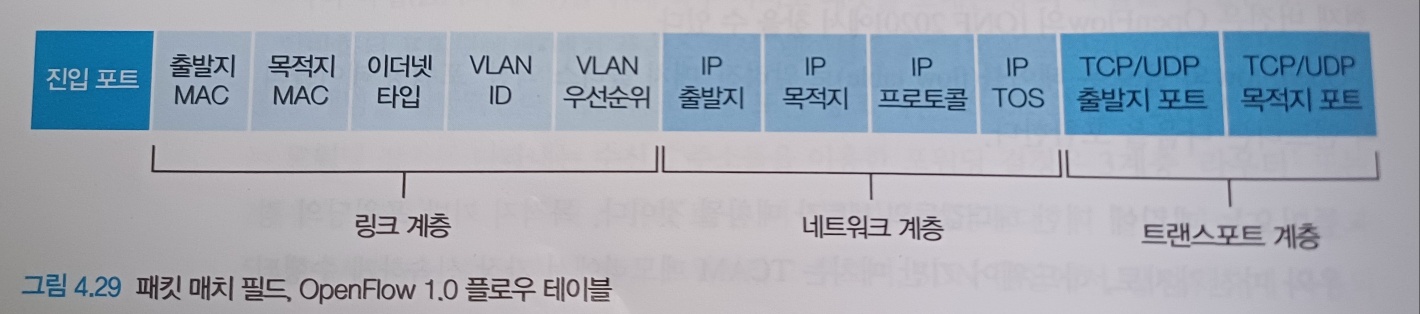 진입 포트
출발지
MAC
목적지
MAC
이더넷
타입
VLAN
ID
VLAN
우선순위
IP
출발지
IP
목적지
IP
프로토콜
IP
TOS
TCP/UDP
출발지 포트
TCP/UDP
목적지 포트
링크 계층
네트워크 계층
트랜스포트 계층
그림 4.29 패킷 매치 필드, OpenFlow 1.0 플로우 테이블